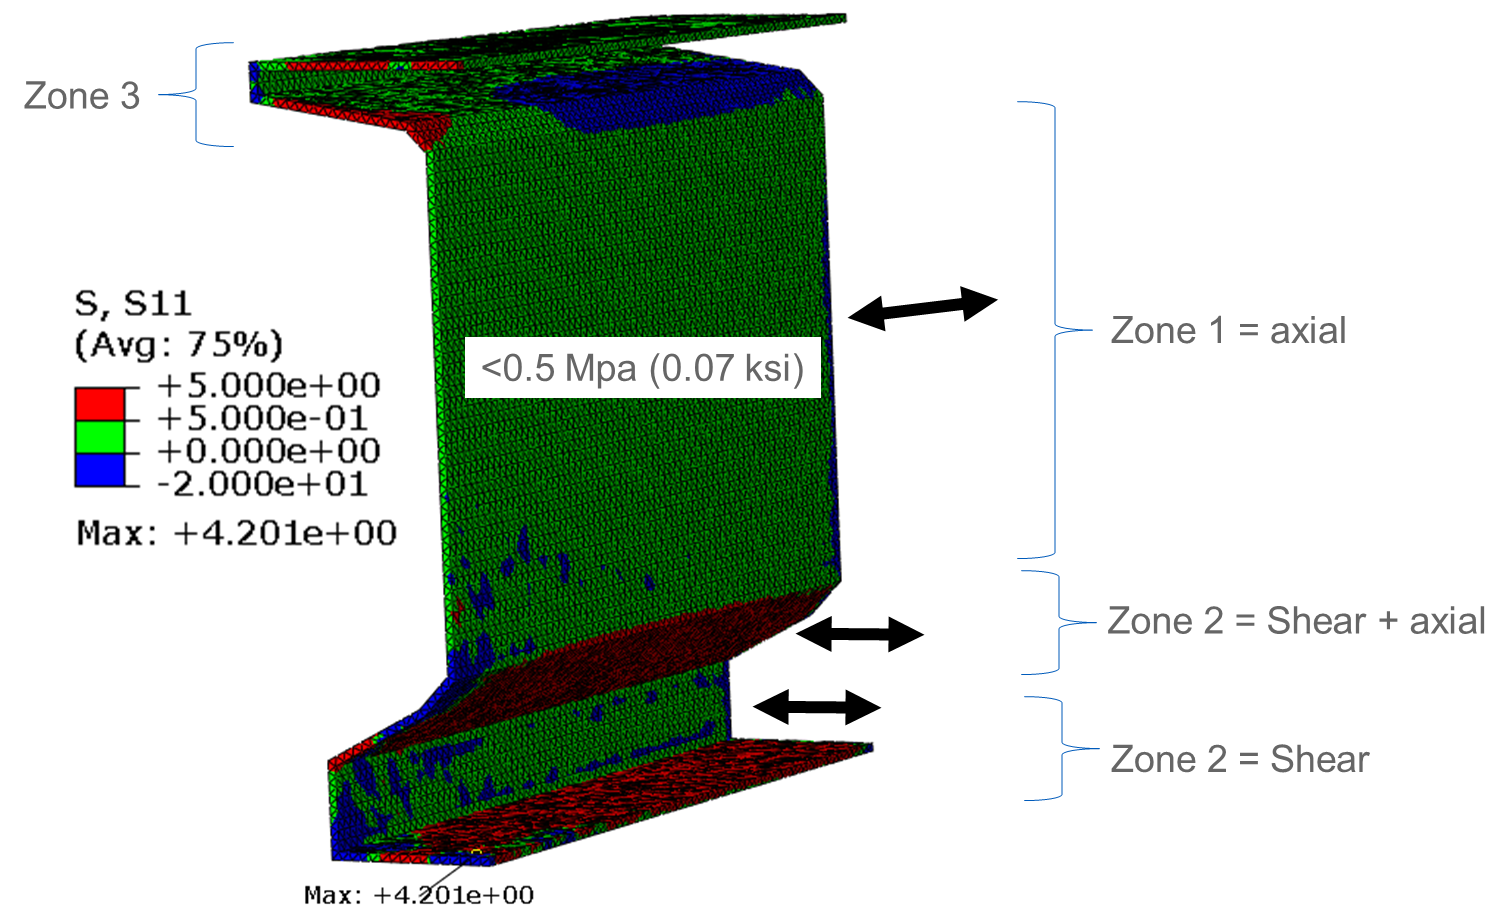 Zone 3
S, S11
(Avg: 75%)
+5.000e+00
+5.000e-01
+0.000e+00
-2.000e+01
Max: +4.201e+00
<0.5 Mpa (0.07 ksi)
Zone 1 = axial
Zone 2 = Shear + axial
Zone 2 = Shear
Max: +4.201e+00